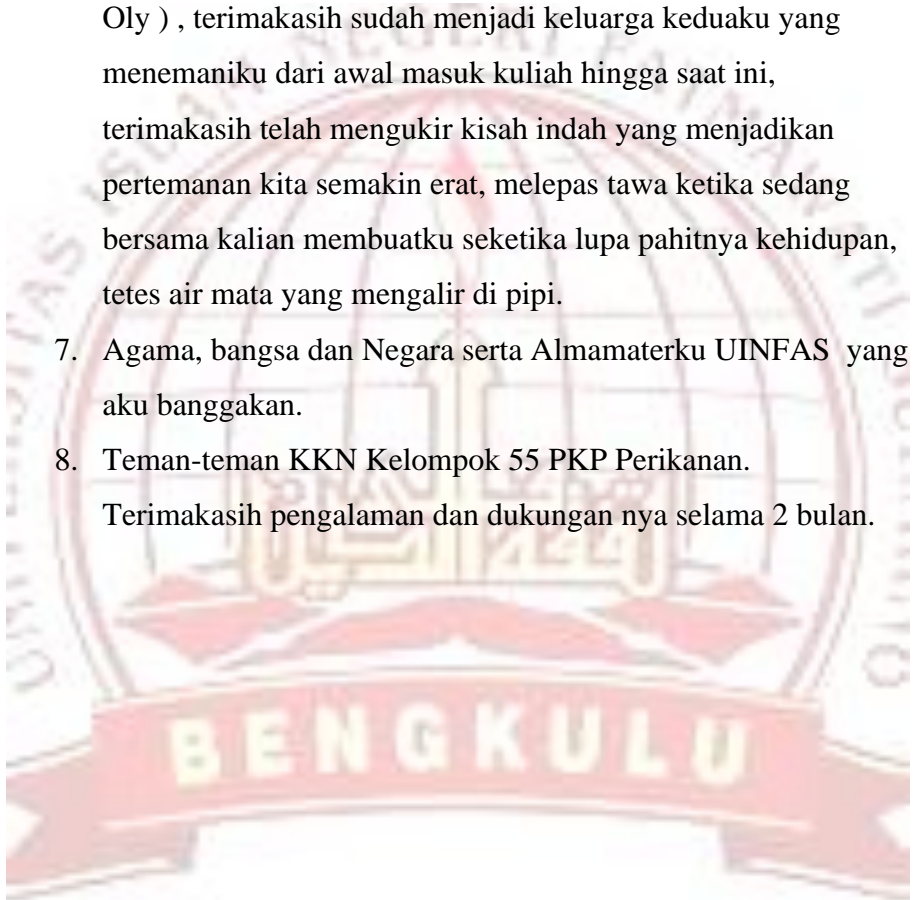 Oly ) , terimakasih sudah menjadi keluarga keduaku yang
menemaniku dari awal masuk kuliah hingga saat ini,
terimakasih telah mengukir kisah indah yang menjadikan
pertemanan kita semakin erat, melepas tawa ketika sedang
bersama kalian membuatku seketika lupa pahitnya kehidupan,
tetes air mata yang mengalir di pipi.
7. Agama, bangsa dan Negara serta Almamaterku UINFAS yang
aku banggakan.
8. Teman-teman KKN Kelompok 55 PKP Perikanan.
Terimakasih pengalaman dan dukungan nya selama 2 bulan.
BENGKULU